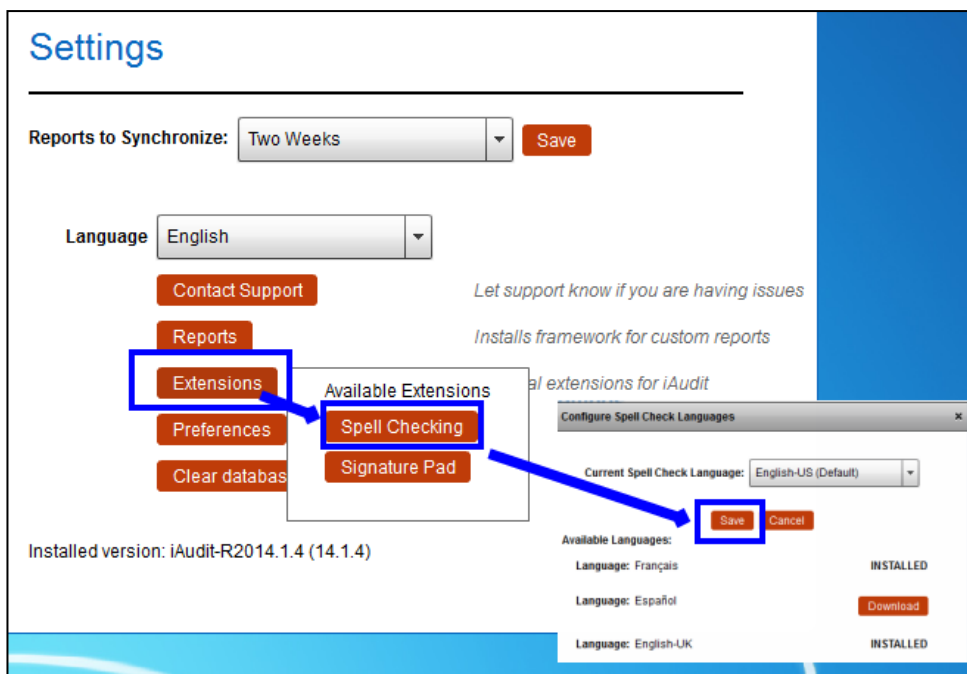 Settings
Reports to Synchronize: Two Weeks Save
Language English
Contact Support Let support know if you are having issues
Reports Installs framework for custom reports
Extensions al extensions for iAudit
Available Extensions
Spell Checking
Preferences
Signature Pad
Clear databas
Installed version: iAudit-R2014.1.4 (14.1.4)
Configure Spell Check Languages ×
Current Spell Check Language: English-US (Default)
Save Cancel
Available Languages:
Language: Français INSTALLED
Language: Español Download
Language: English-UK INSTALLED